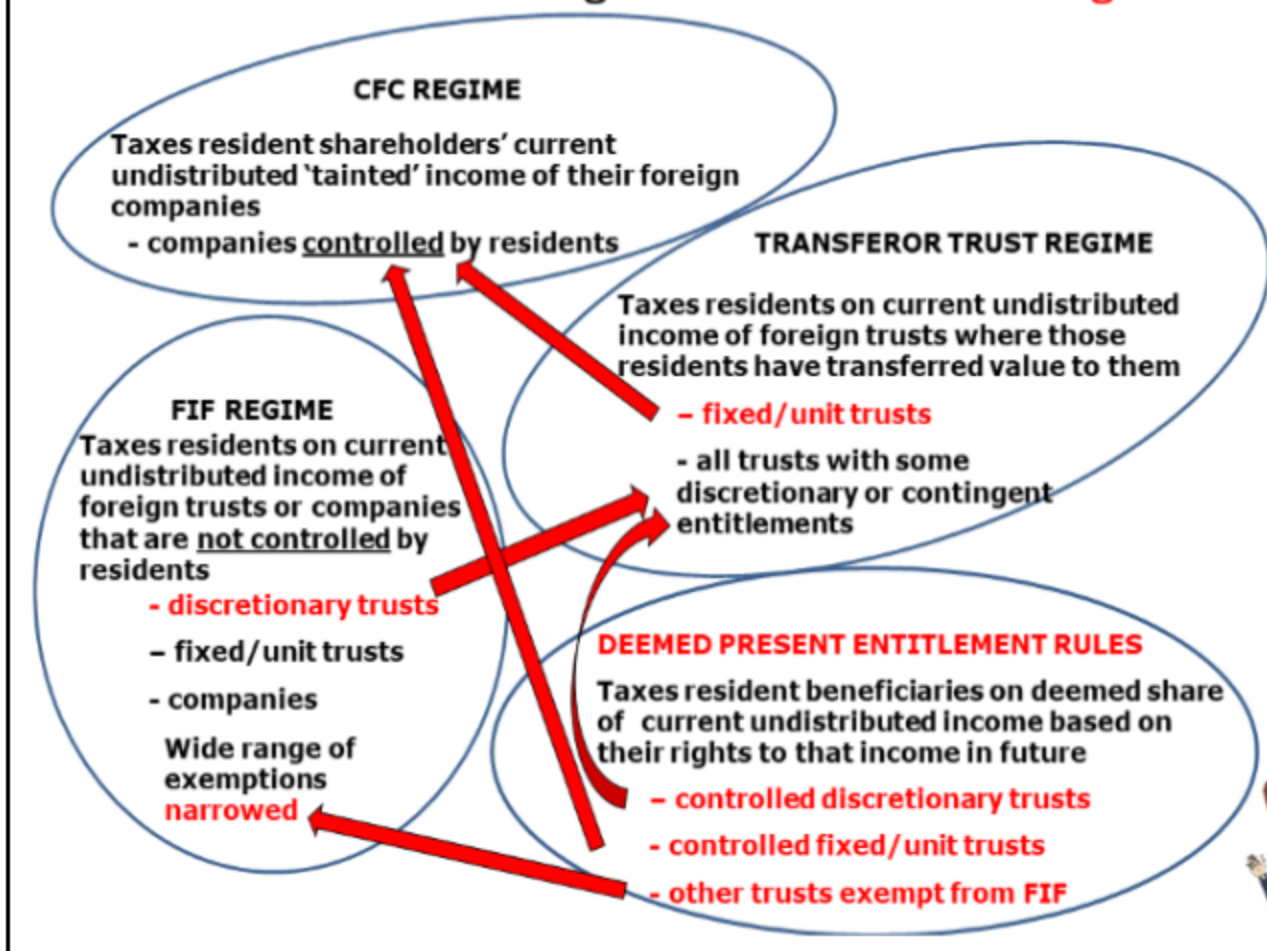 CFC REGIME
Taxes resident shareholders’ current
undistributed ‘tainted’ income of their foreign
companies
- companies controlled by residents
TRANSFEROR TRUST REGIME
Taxes residents on current undistributed
income of foreign trusts where those
residents have transferred value to them
– fixed/unit trusts
- all trusts with some
discretionary or contingent
entitlements
FIF REGIME
Taxes residents on current
undistributed income of
foreign trusts or companies
that are not controlled by
residents
- discretionary trusts
– fixed/unit trusts
- companies
Wide range of
exemptions
narrowed
DEEMED PRESENT ENTITLEMENT RULES
Taxes resident beneficiaries on deemed share
of current undistributed income based on
their rights to that income in future
– controlled discretionary trusts
- controlled fixed/unit trusts
- other trusts exempt from FIF